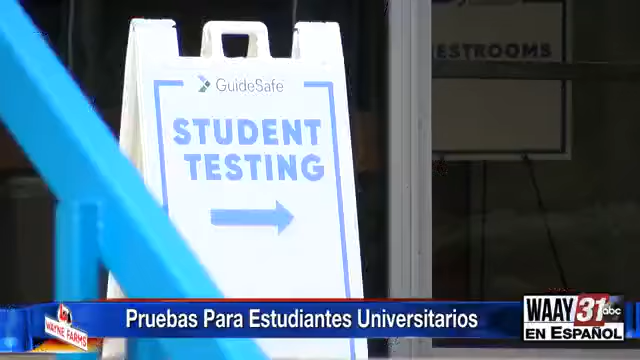 GuideSafe
STUDENT
TESTING
ESTROOMS
WAYNE FARMS
Pruebas Para Estudiantes Universitarios
WAAY 31 abc
EN ESPAÑOL